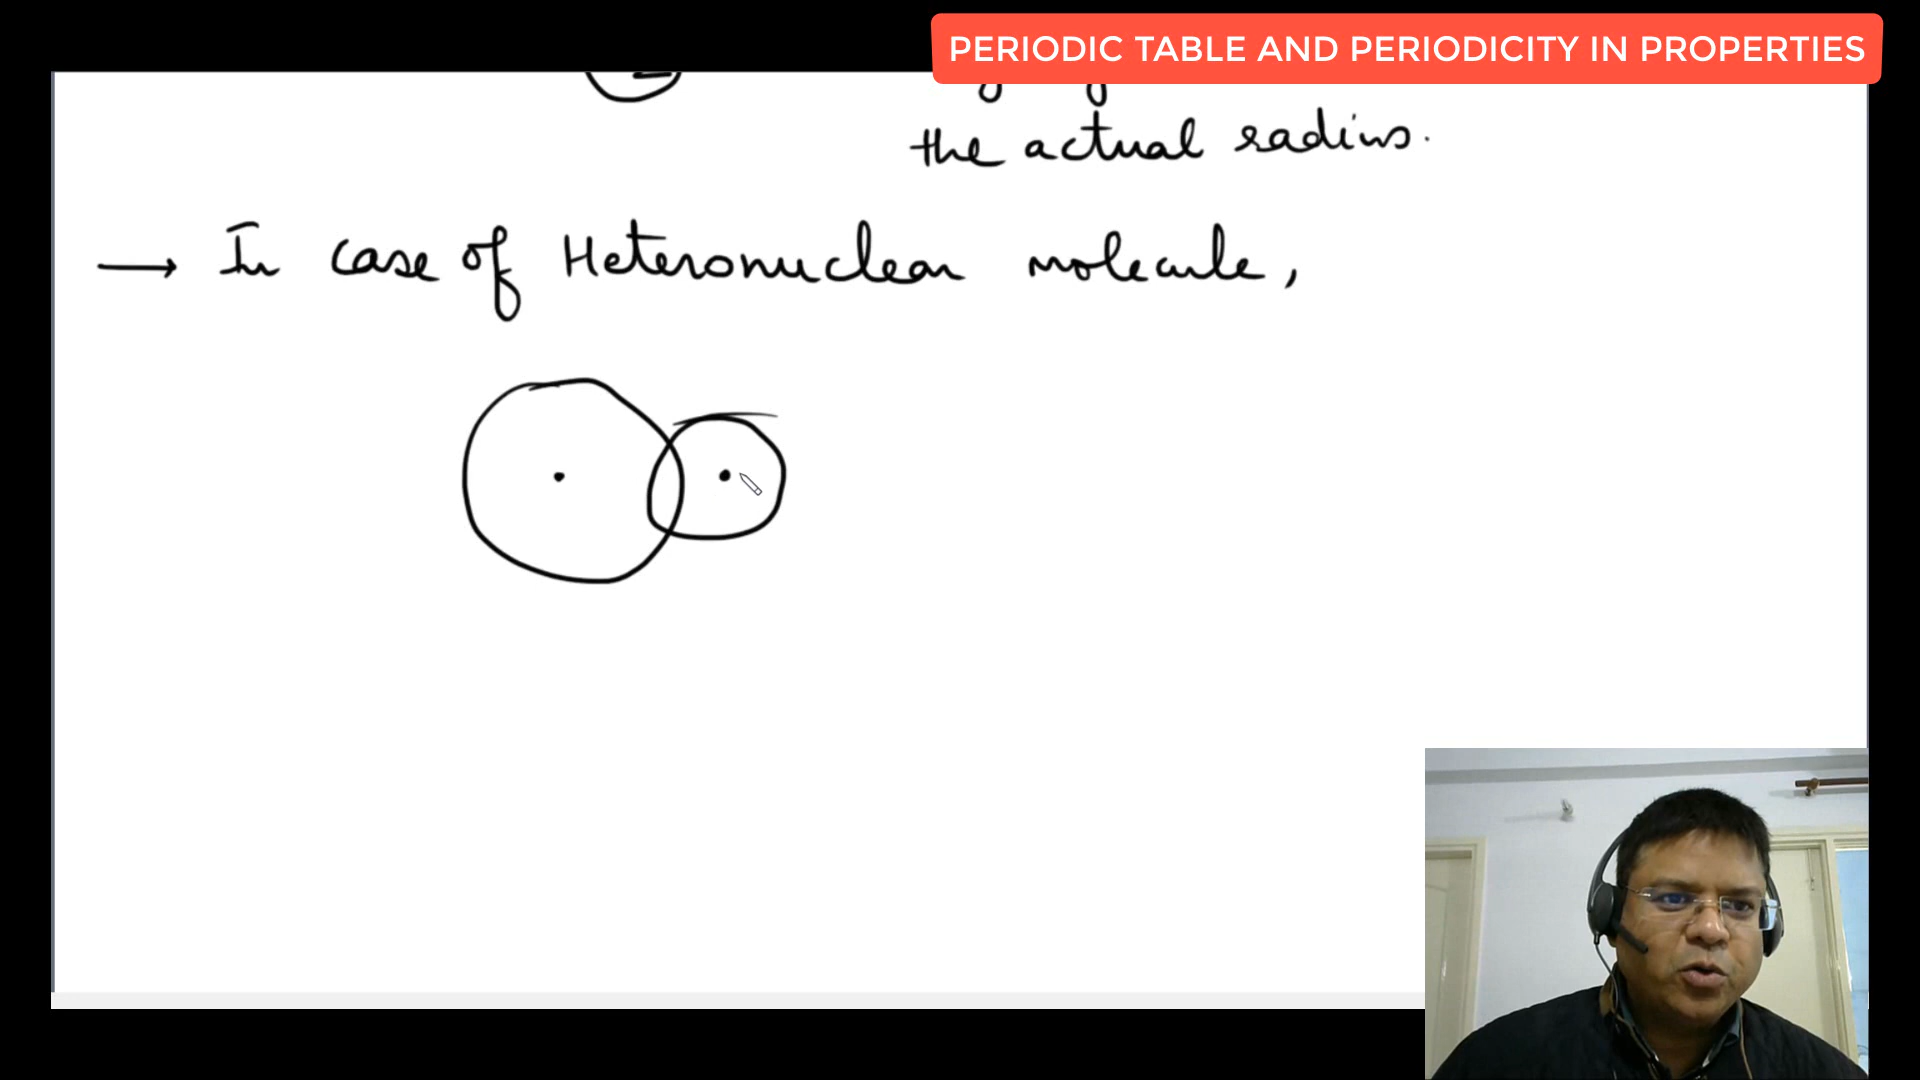 PERIODIC TABLE AND PERIODICITY IN PROPERTIES
the actual radius.
→ In case of Heteronuclear molecule,